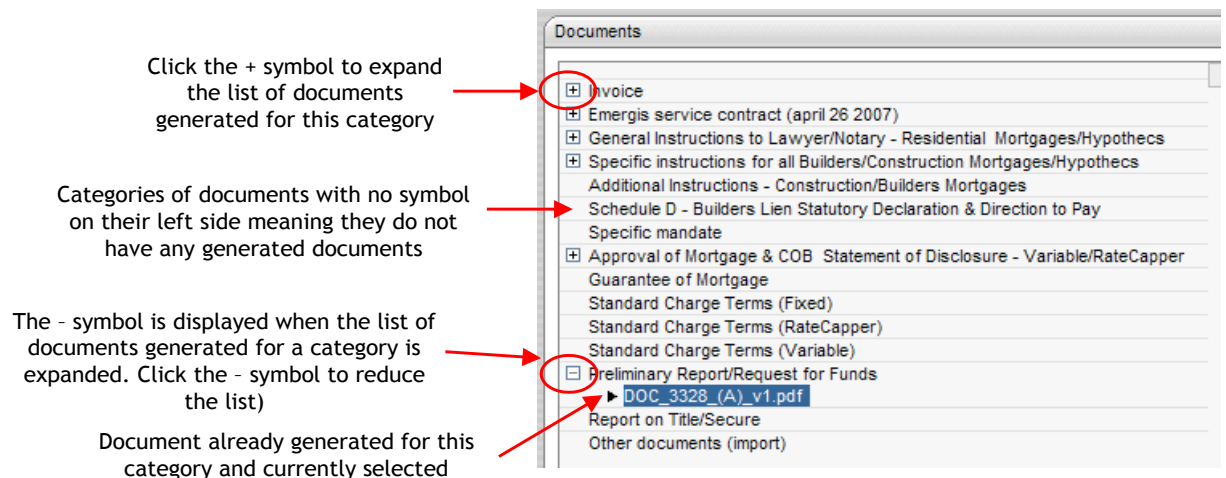 Documents
Click the + symbol to expand
the list of documents
generated for this category
Invoice
Emergis service contract (april 26 2007)
General Instructions to Lawyer/Notary - Residential Mortgages/Hypothecs
Specific instructions for all Builders/Construction Mortgages/Hypothecs
Additional Instructions - Construction/Builders Mortgages
Categories of documents with no symbol
on their left side meaning they do not
have any generated documents
Schedule D - Builders Lien Statutory Declaration & Direction to Pay
Specific mandate
Approval of Mortgage & COB Statement of Disclosure - Variable/RateCapper
Guarantee of Mortgage
Standard Charge Terms (Fixed)
Standard Charge Terms (RateCapper)
Standard Charge Terms (Variable)
The - symbol is displayed when the list of
documents generated for a category is
expanded. Click the - symbol to reduce
the list)
Preliminary Report/Request for Funds
DOC_3328_(A)_v1.pdf
Report on Title/Secure
Other documents (import)
Document already generated for this
category and currently selected